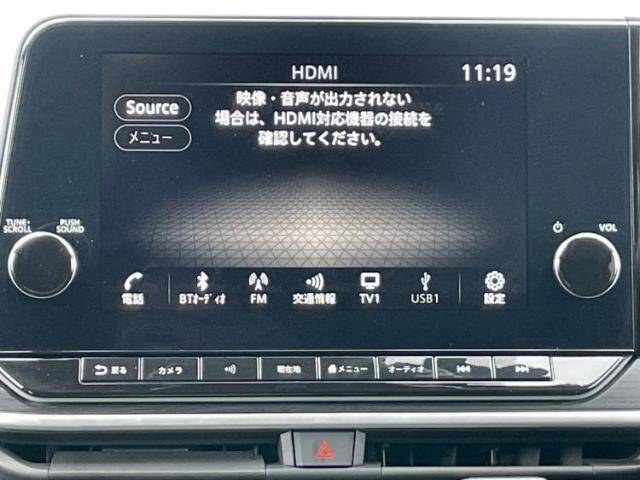 HDMI
11:19
Source
メニュー
映像・音声が出力されない
場合は、HDMI対応機器の接続を
確認してください。
TUNE・
SCROLL
PUSH
SOUND
VOL
電話
BTオーディオ
FM
交通情報
TV1
USB1
設定
戻る
カメラ
現在地
メニュー
オーディオ